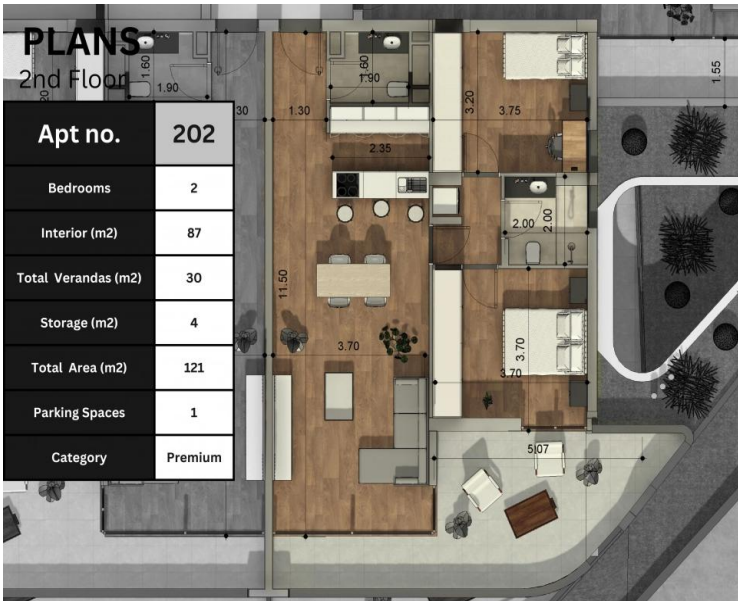 PLANS
2nd Floor
Apt no. 202
Bedrooms 2
Interior (m2) 87
Total Verandas (m2) 30
Storage (m2) 4
Total Area (m2) 121
Parking Spaces 1
Category Premium
1.60
1.90
20
30
1.30
1.60
1.90
3.20
3.75
1.55
2.35
2.00
2.00
11.50
3.70
3.70
3.70
5.07